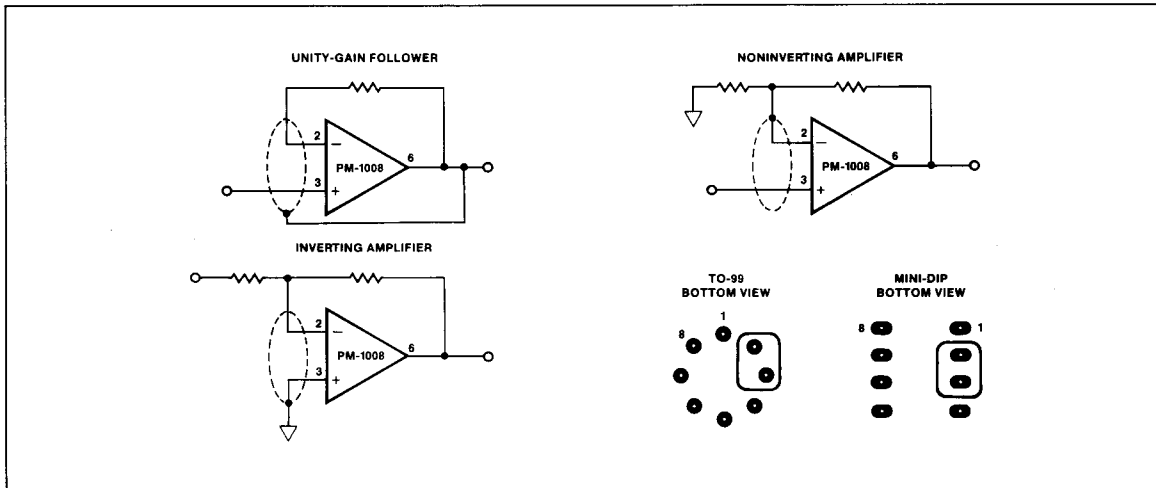 UNITY-GAIN FOLLOWER
2
−
PM-1008
6
3
+
NONINVERTING AMPLIFIER
2
−
PM-1008
6
3
+
INVERTING AMPLIFIER
2
−
PM-1008
6
3
+
TO-99
BOTTOM VIEW
1
8
MINI-DIP
BOTTOM VIEW
8
1